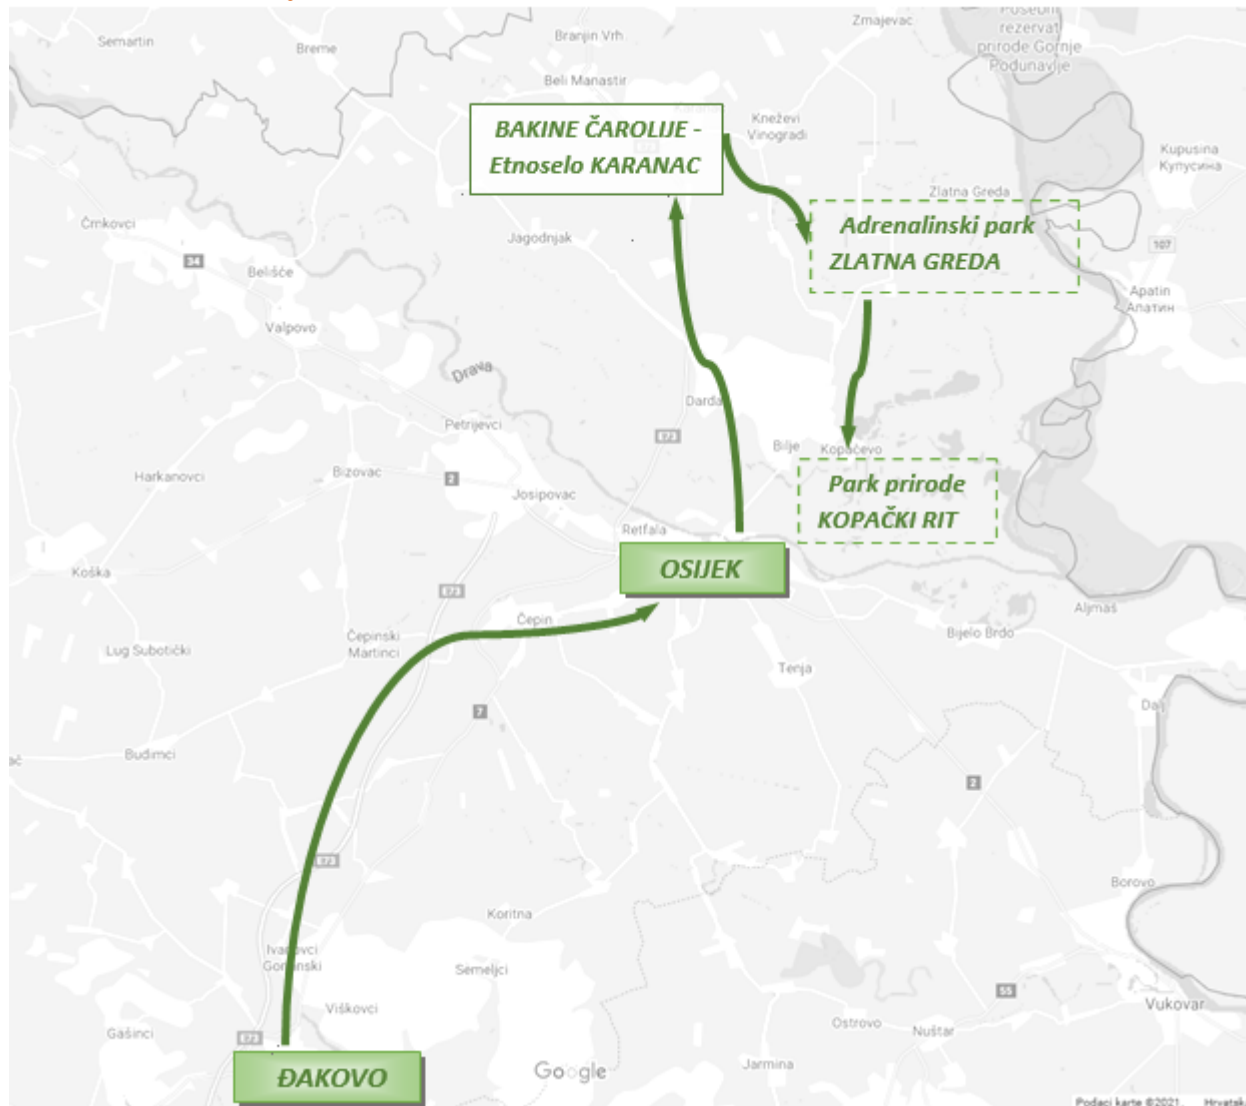 Posebni
rezervat
prirode Gornje
Podunavlje
Zmajevac
Semartin
Breme
Branjin Vrh
Beli Manastir
BAKINE ČAROLIJE -
Etnoselo KARANAC
Kneževi
Vinogradi
Kupusina
Купусина
Zlatna Greda
Adrenalinski park
ZLATNA GREDA
Črnkovci
Jagodnjak
107
34
Belišće
Apatin
Апатин
Valpovo
Drava
Darda
Petrijevci
E73
Bilje
Kopačevo
Harkanovci
Bizovac
2
Josipovac
Park prirode
KOPAČKI RIT
Retfala
OSIJEK
Koška
E73
Aljmaš
Čepin
Čepinski
Martinci
Bijelo Brdo
Lug Subotički
Tenja
7
Budimci
2
E73
Borovo
Koritna
Semeljci
Viškovci
55
Vukovar
Gašinci
E73
Ostrovo
Nuštar
ĐAKOVO
Google
Jarmina
Podaci karte ©2021.